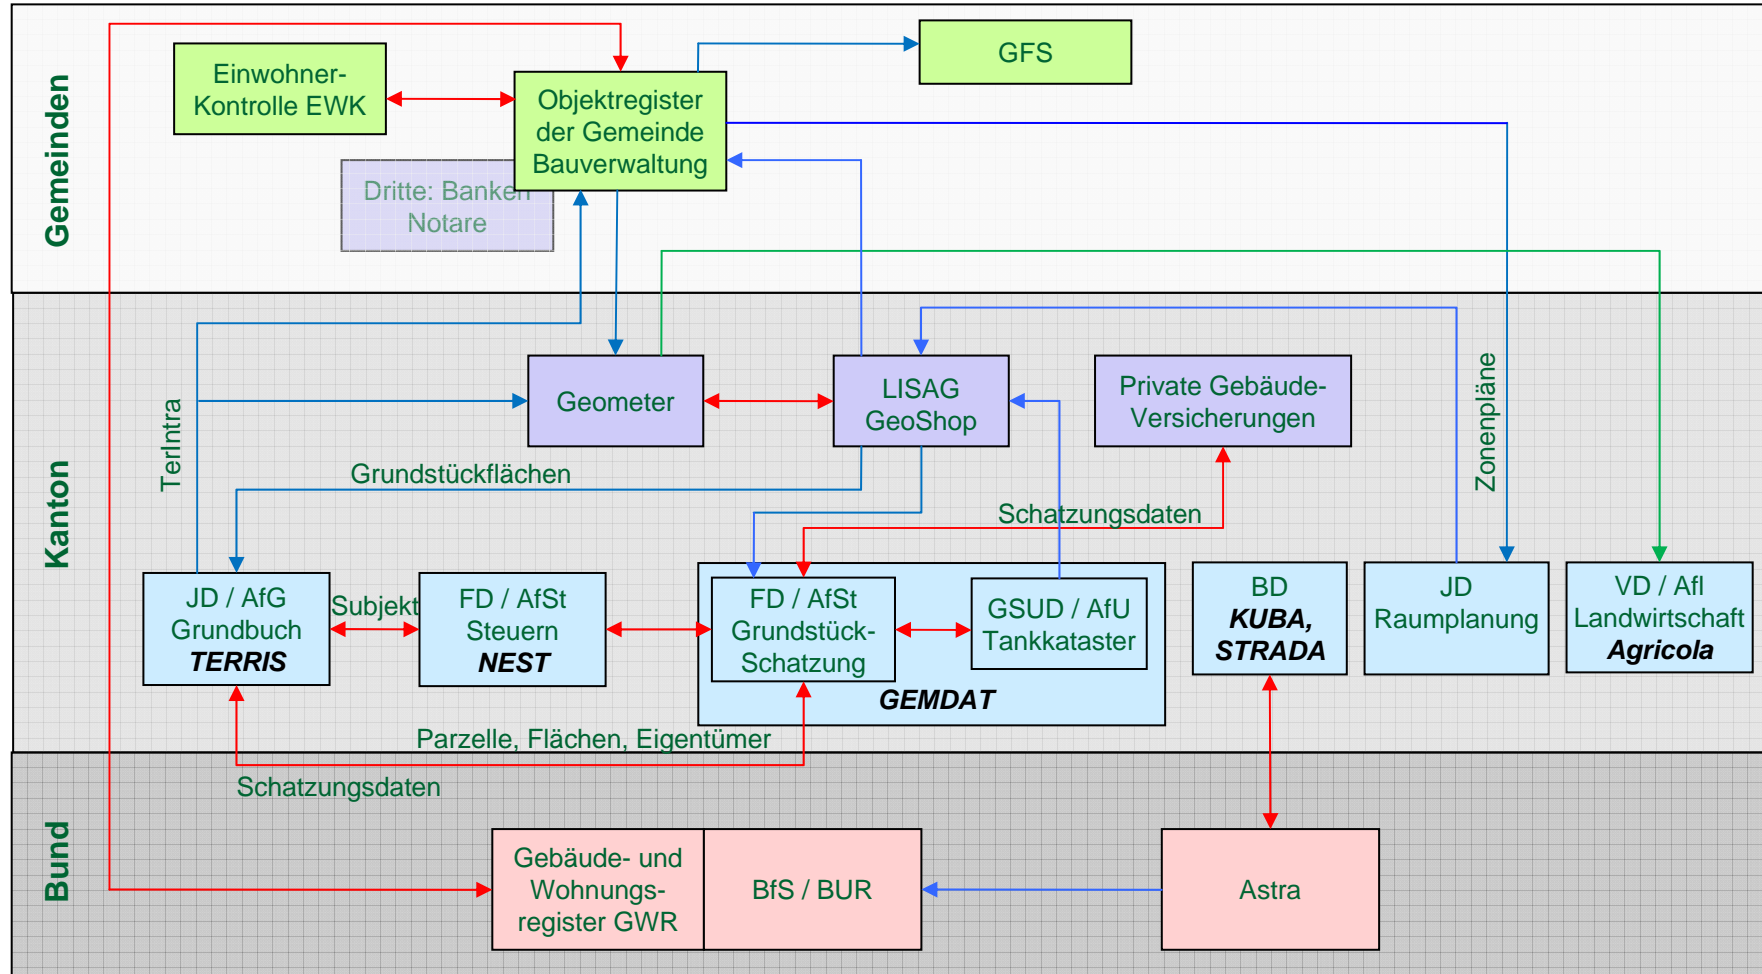 Gemeinden
Einwohner-
Kontrolle EWK
Objektregister
der Gemeinde
Bauverwaltung
GFS
Dritte: Banken
Notare
Kanton
TerIntra
Geometer
LISAG
GeoShop
Private Gebäude-
Versicherungen
Zonenpläne
Grundstückflächen
Schatzungsdaten
JD / AfG
Grundbuch
TERRIS
Subjekt
FD / AfSt
Steuern
NEST
FD / AfSt
Grundstück-
Schatzung
GSUD / AfU
Tankkataster
GEMDAT
BD
KUBA,
STRADA
JD
Raumplanung
VD / Afl
Landwirtschaft
Agricola
Parzelle, Flächen, Eigentümer
Schatzungsdaten
Bund
Gebäude- und
Wohnungs-
register GWR
BfS / BUR
Astra